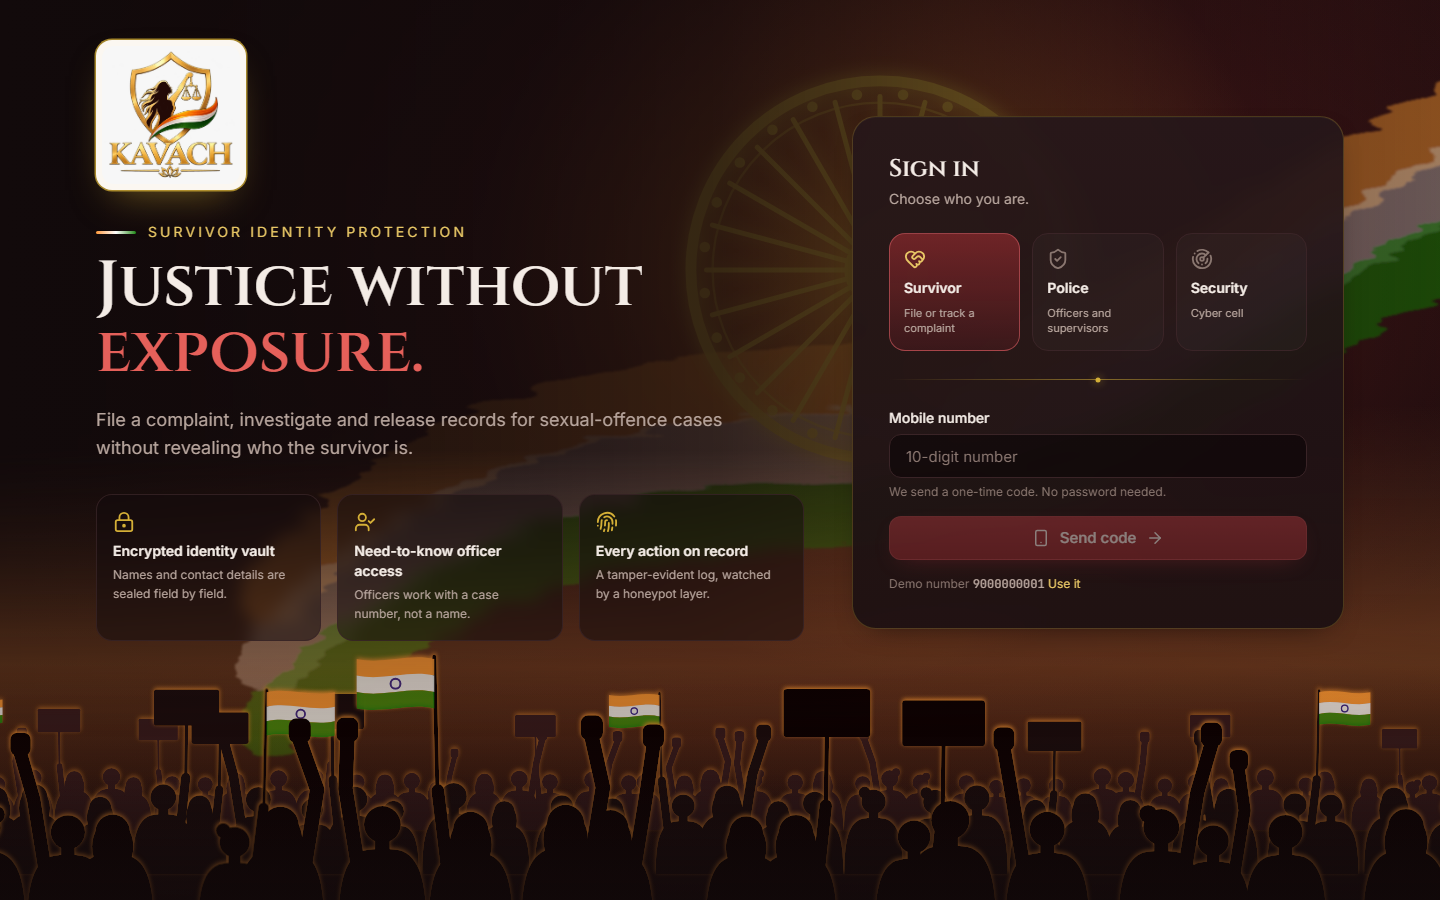 KAVACH
SURVIVOR IDENTITY PROTECTION
JUSTICE WITHOUT
EXPOSURE.
File a complaint, investigate and release records for sexual-offence cases
without revealing who the survivor is.
Encrypted identity vault
Names and contact details are
sealed field by field.
Need-to-know officer
access
Officers work with a case
number, not a name.
Every action on record
A tamper-evident log, watched
by a honeypot layer.
SIGN IN
Choose who you are.
Survivor
File or track a
complaint
Police
Officers and
supervisors
Security
Cyber cell
Mobile number
10-digit number
We send a one-time code. No password needed.
Send code
Demo number 9000000001 Use it